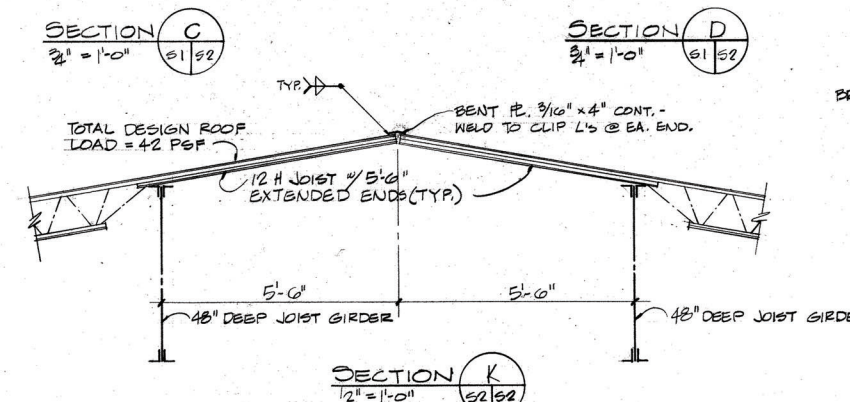 SECTION C
3/4" = 1'-0" S1 S2
SECTION D
3/4" = 1'-0" S1 S2
TYP.
TOTAL DESIGN ROOF
LOAD = 42 PSF
BENT PL. 3/16" x 4" CONT. -
WELD TO CLIP L'S @ EA. END.
BE
12 H JOIST W/ 5'-6"
EXTENDED ENDS (TYP.)
5'-6" 5'-6"
48" DEEP JOIST GIRDER
48" DEEP JOIST GIRDE
SECTION K
1/2" = 1'-0" S2 S2